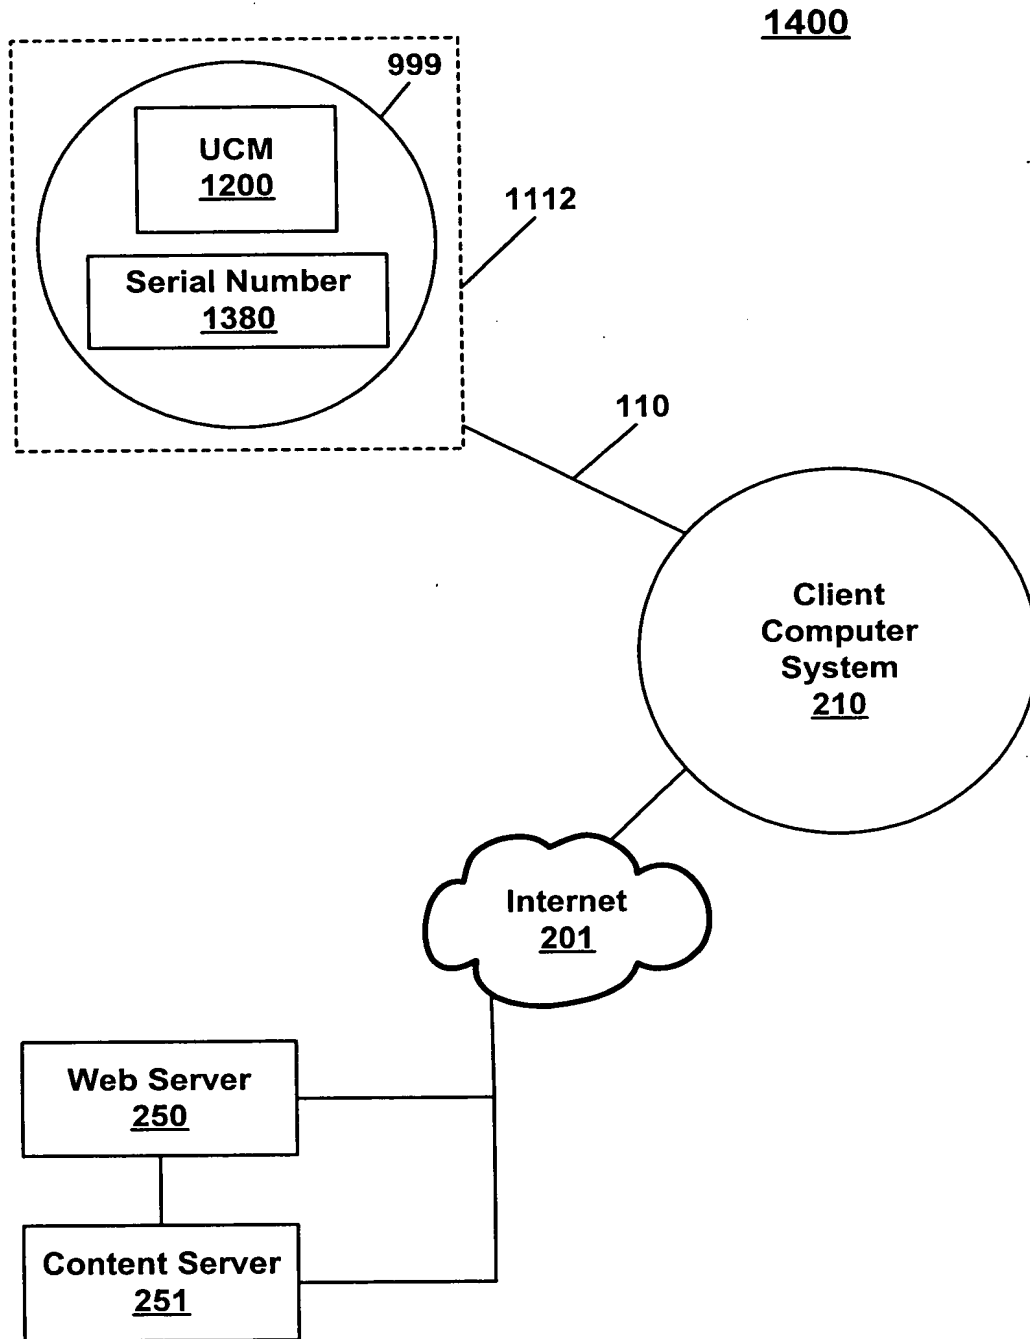 1400
999
UCM
1200
1112
Serial Number
1380
110
Client
Computer
System
210
Internet
201
Web Server
250
Content Server
251